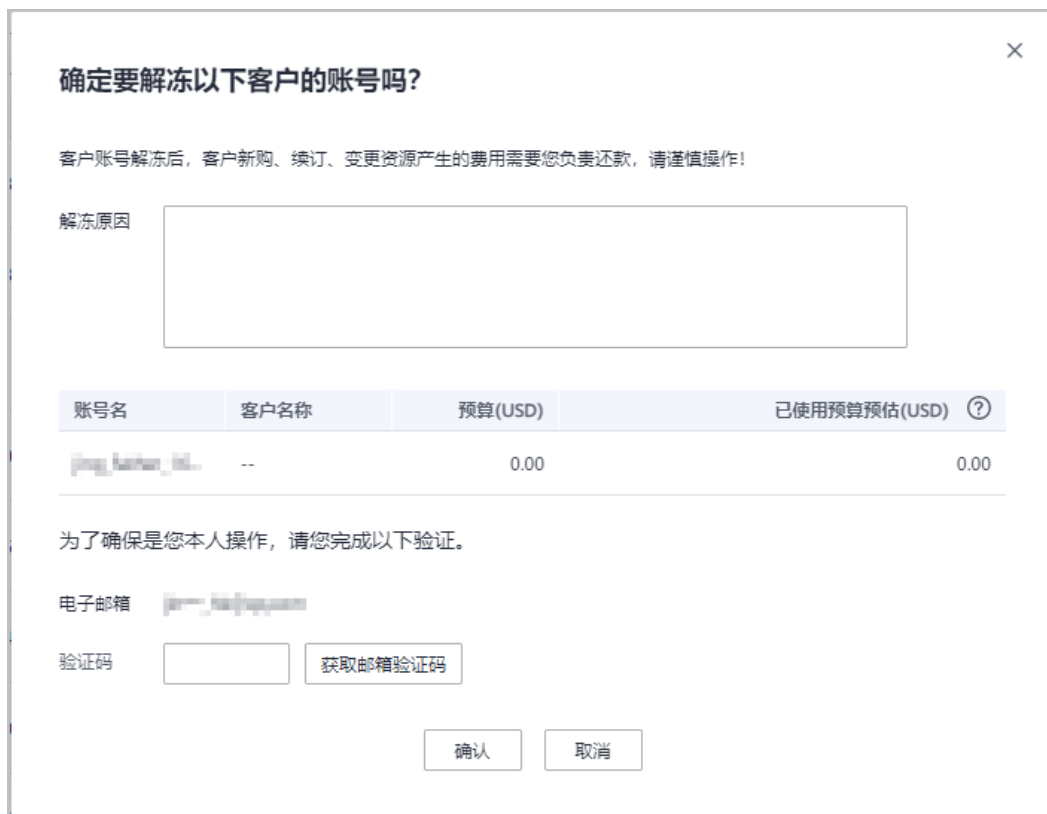 确定要解冻以下客户的账号吗？
客户账号解冻后，客户新购、续订、变更资源产生的费用需要您负责还款，请谨慎操作！
解冻原因
账号名 客户名称 预算(USD) 已使用预算预估(USD) ?
-- 0.00 0.00
为了确保是您本人操作，请您完成以下验证。
电子邮箱
验证码 获取邮箱验证码
确认 取消